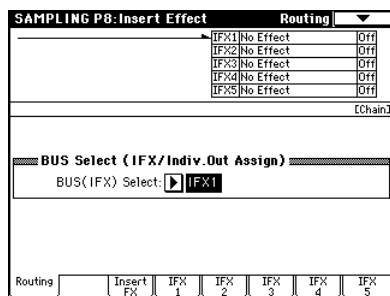 SAMPLING P8:Insert Effect Routing
IFX1 No Effect Off
IFX2 No Effect Off
IFX3 No Effect Off
IFX4 No Effect Off
IFX5 No Effect Off
[Chain]
BUS Select (IFX/Indiv.Out Assign)
BUS(IFX) Select: IFX1
Routing Insert FX IFX 1 IFX 2 IFX 3 IFX 4 IFX 5